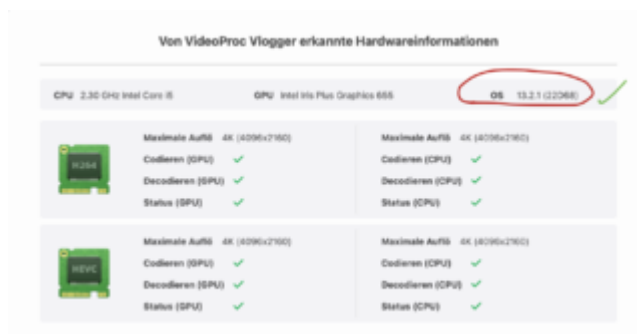 Von VideoProc Vlogger erkannte Hardwareinformationen
CPU 2.30 GHz Intel Core i5 GPU Intel Iris Plus Graphics 655 OS 13.2.1 (22D68)
Maximale Auflö 4K (4096x2160) Maximale Auflö 4K (4096x2160)
H264 Codieren (GPU) Codieren (CPU)
Decodieren (GPU) Decodieren (CPU)
Status (GPU) Status (CPU)
Maximale Auflö 4K (4096x2160) Maximale Auflö 4K (4096x2160)
HEVC Codieren (GPU) Codieren (CPU)
Decodieren (GPU) Decodieren (CPU)
Status (GPU) Status (CPU)